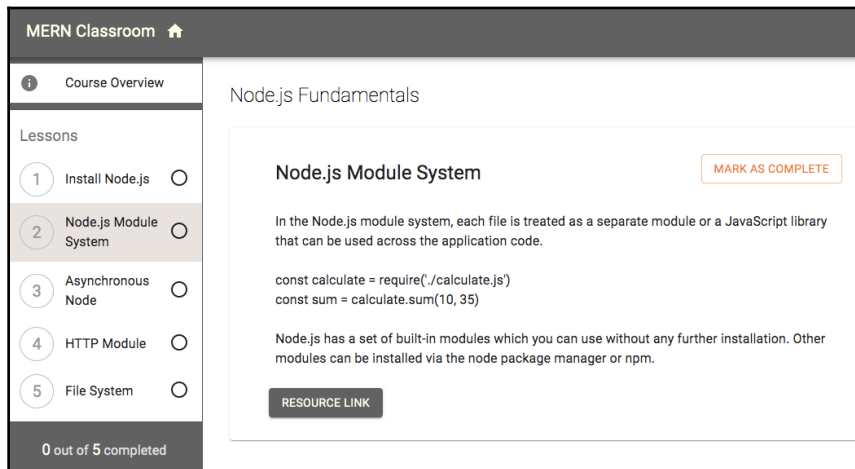 MERN Classroom
Course Overview
Lessons
1 Install Node.js
2 Node.js Module
System
3 Asynchronous
Node
4 HTTP Module
5 File System
0 out of 5 completed
Node.js Fundamentals
Node.js Module System
MARK AS COMPLETE
In the Node.js module system, each file is treated as a separate module or a JavaScript library
that can be used across the application code.
const calculate = require('./calculate.js')
const sum = calculate.sum(10, 35)
Node.js has a set of built-in modules which you can use without any further installation. Other
modules can be installed via the node package manager or npm.
RESOURCE LINK